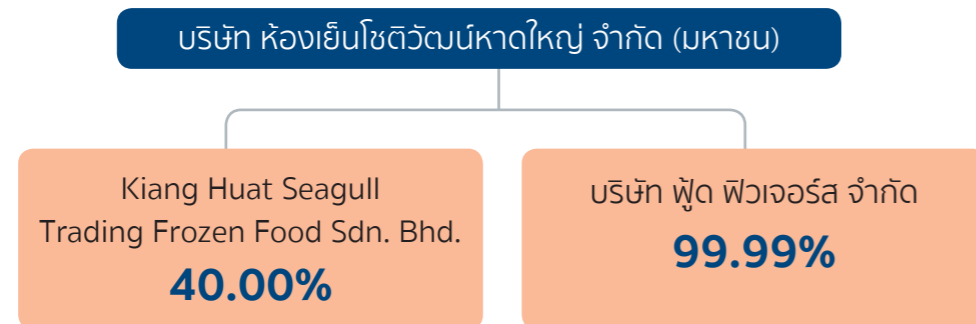 บริษัท ห้องเย็นโชติวัฒน์หาดใหญ่ จำกัด (มหาชน)
Kiang Huat Seagull
Trading Frozen Food Sdn. Bhd.
40.00%
บริษัท ฟู้ด ฟิวเจอร์ส จำกัด
99.99%